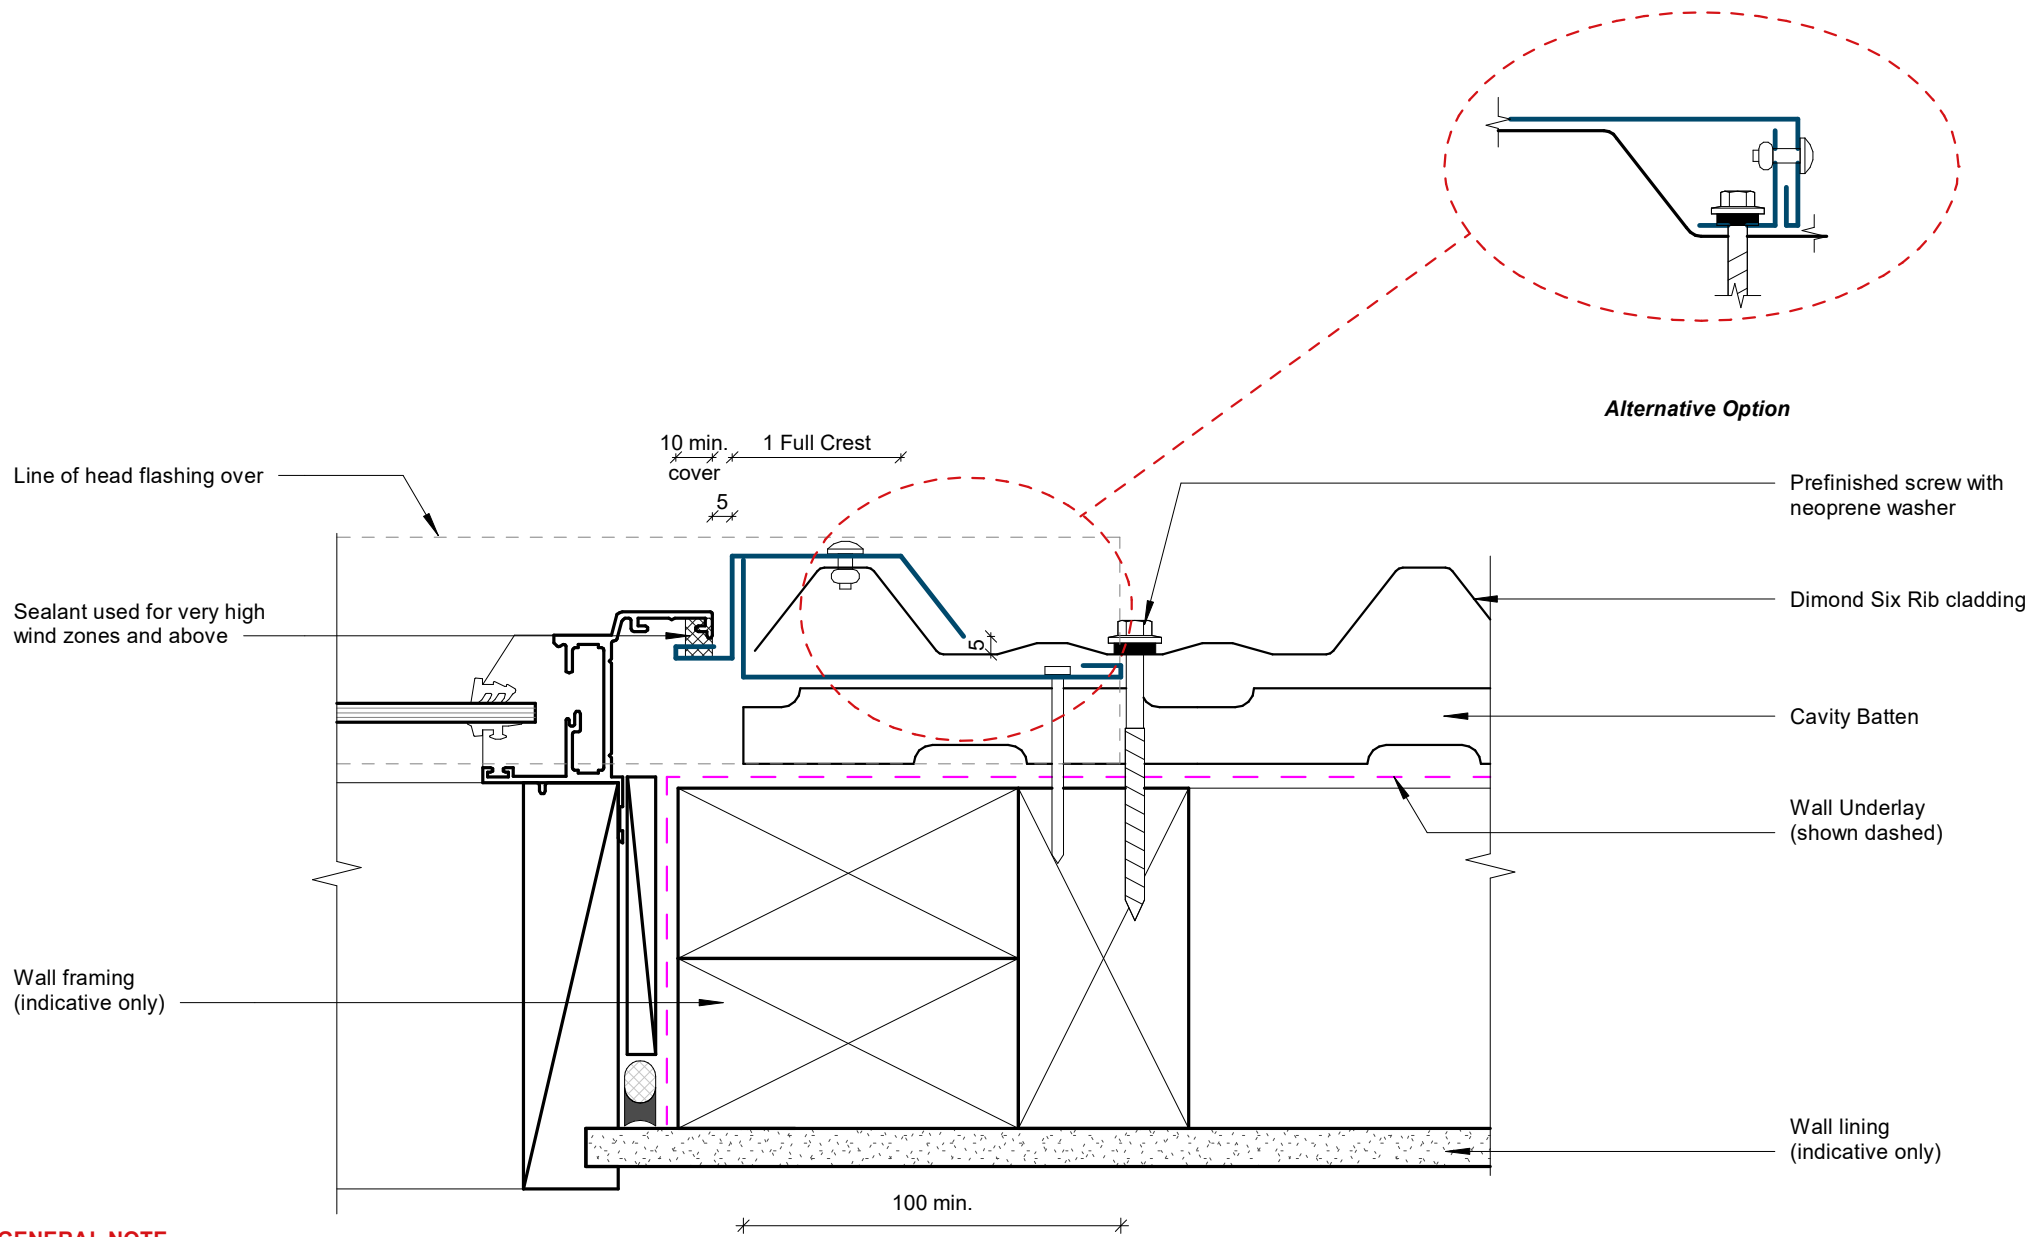 Alternative Option
10 min.
cover
1 Full Crest
5
Line of head flashing over
Prefinished screw with
neoprene washer
Sealant used for very high
wind zones and above
Dimond Six Rib cladding
5
Cavity Batten
Wall Underlay
(shown dashed)
Wall framing
(indicative only)
Wall lining
(indicative only)
100 min.
GENERAL NOTE